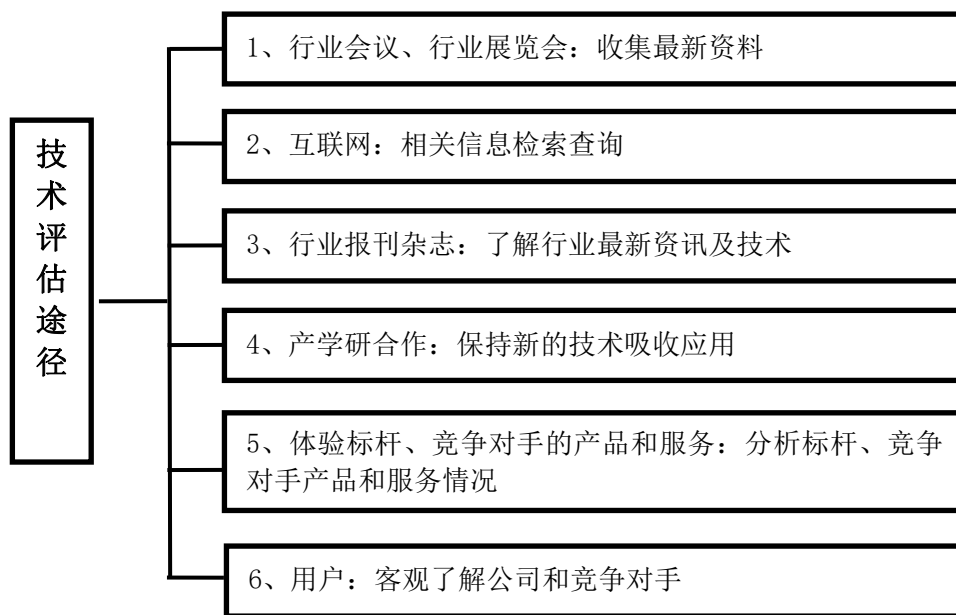 技术评估途径
1、行业会议、行业展览会：收集最新资料
2、互联网：相关信息检索查询
3、行业报刊杂志：了解行业最新资讯及技术
4、产学研合作：保持新的技术吸收应用
5、体验标杆、竞争对手的产品和服务：分析标杆、竞争
对手产品和服务情况
6、用户：客观了解公司和竞争对手